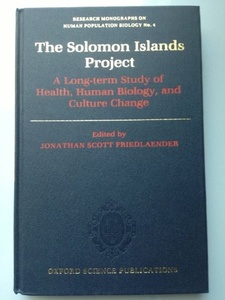 RESEARCH MONOGRAPHS ON
HUMAN POPULATION BIOLOGY No. 4
The Solomon Islands
Project
A Long-term Study of
Health, Human Biology, and
Culture Change
Edited by
JONATHAN SCOTT FRIEDLAENDER
OXFORD SCIENCE PUBLICATIONS